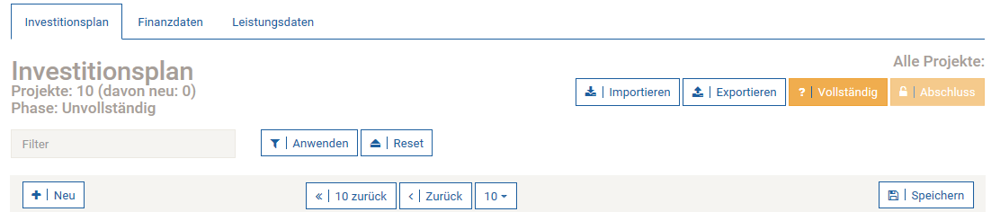 Investitionsplan Finanzdaten Leistungsdaten
Investitionsplan
Projekte: 10 (davon neu: 0)
Phase: Unvollständig
Alle Projekte:
Importieren Exportieren ? Vollständig Abschluss
Filter Anwenden Reset
Neu « 10 zurück < Zurück 10 Speichern